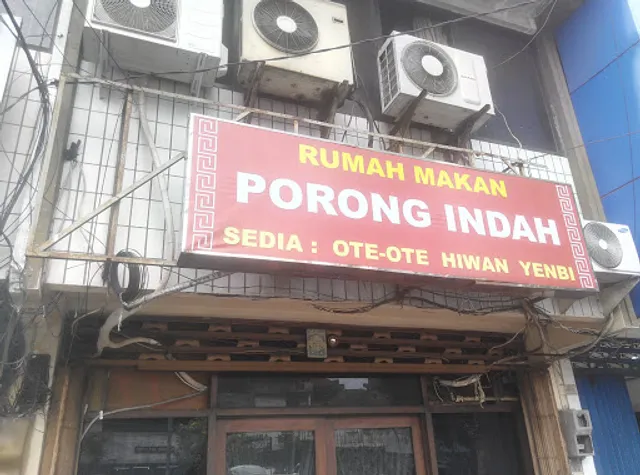 RUMAH MAKAN
PORONG INDAH
SEDIA : OTE-OTE HIWAN YENBI